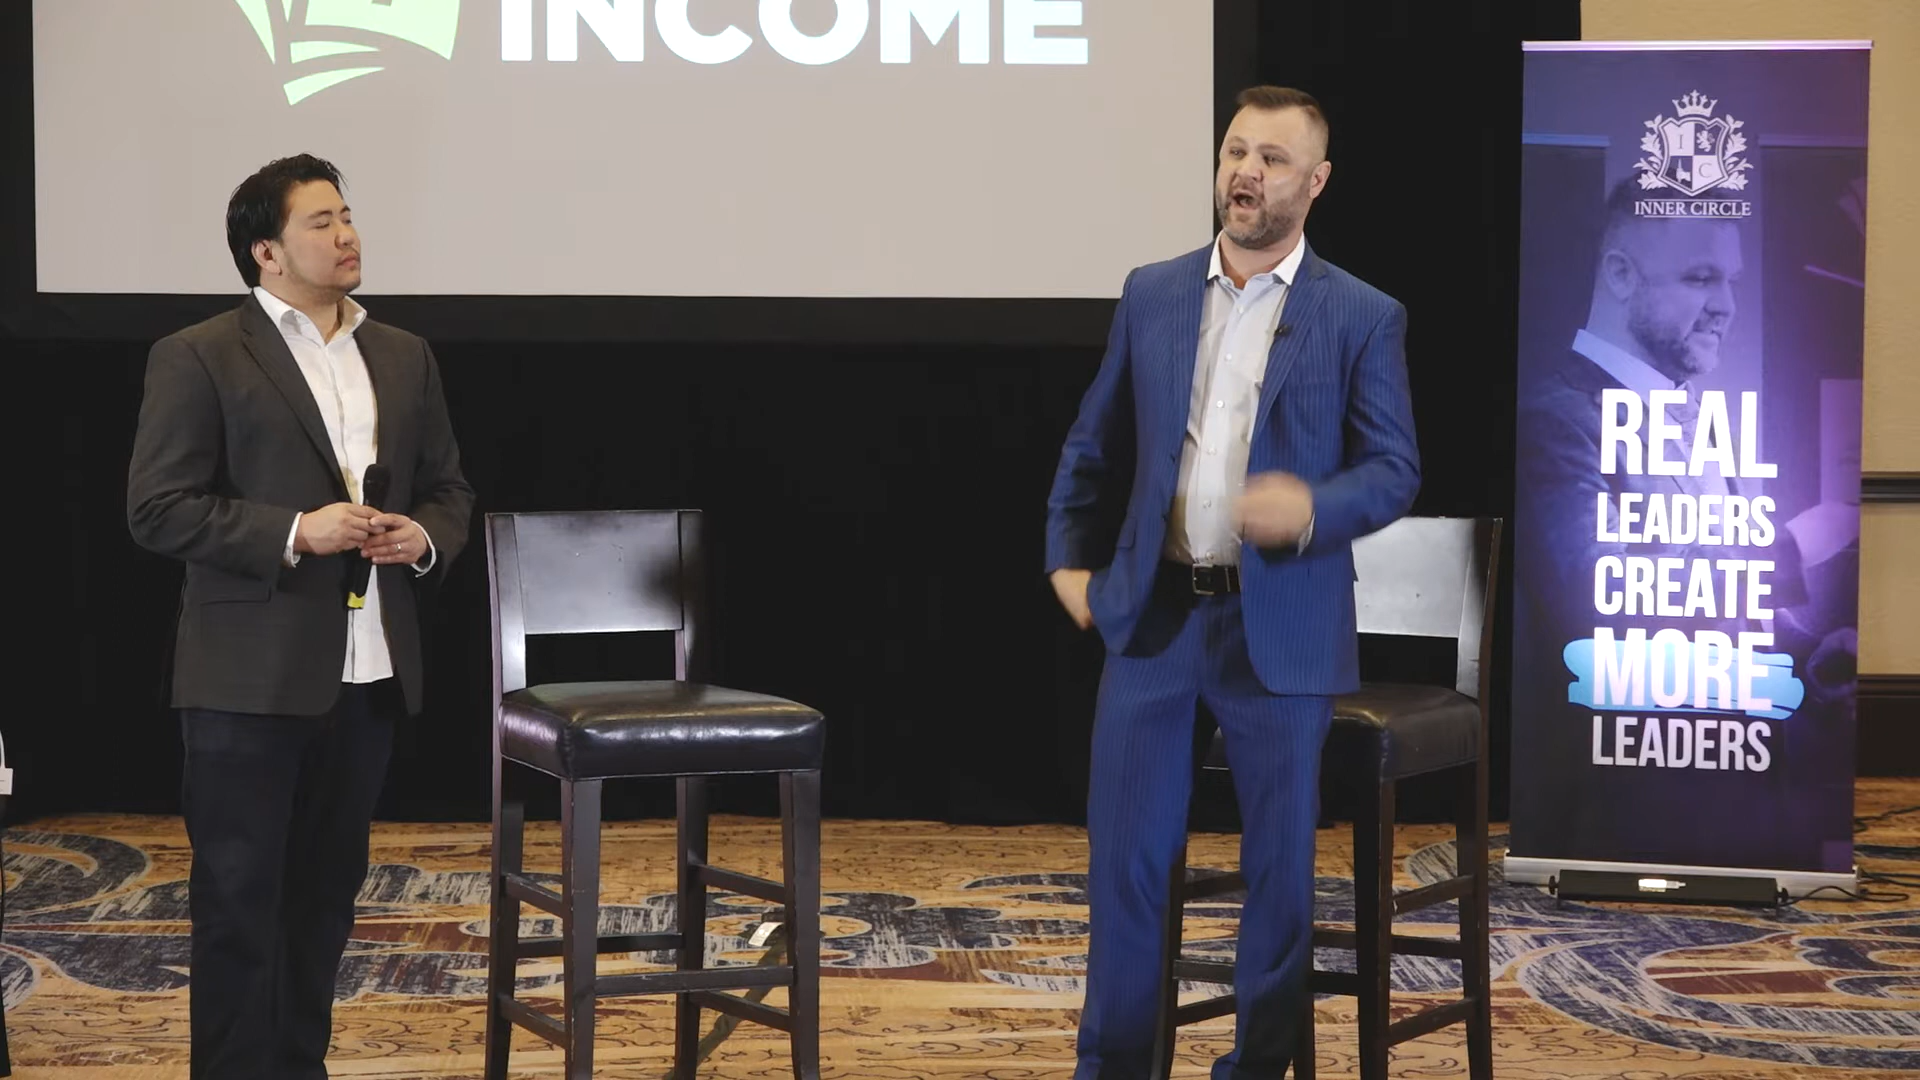 INCOME
I
C
INNER CIRCLE
REAL
LEADERS
CREATE
MORE
LEADERS